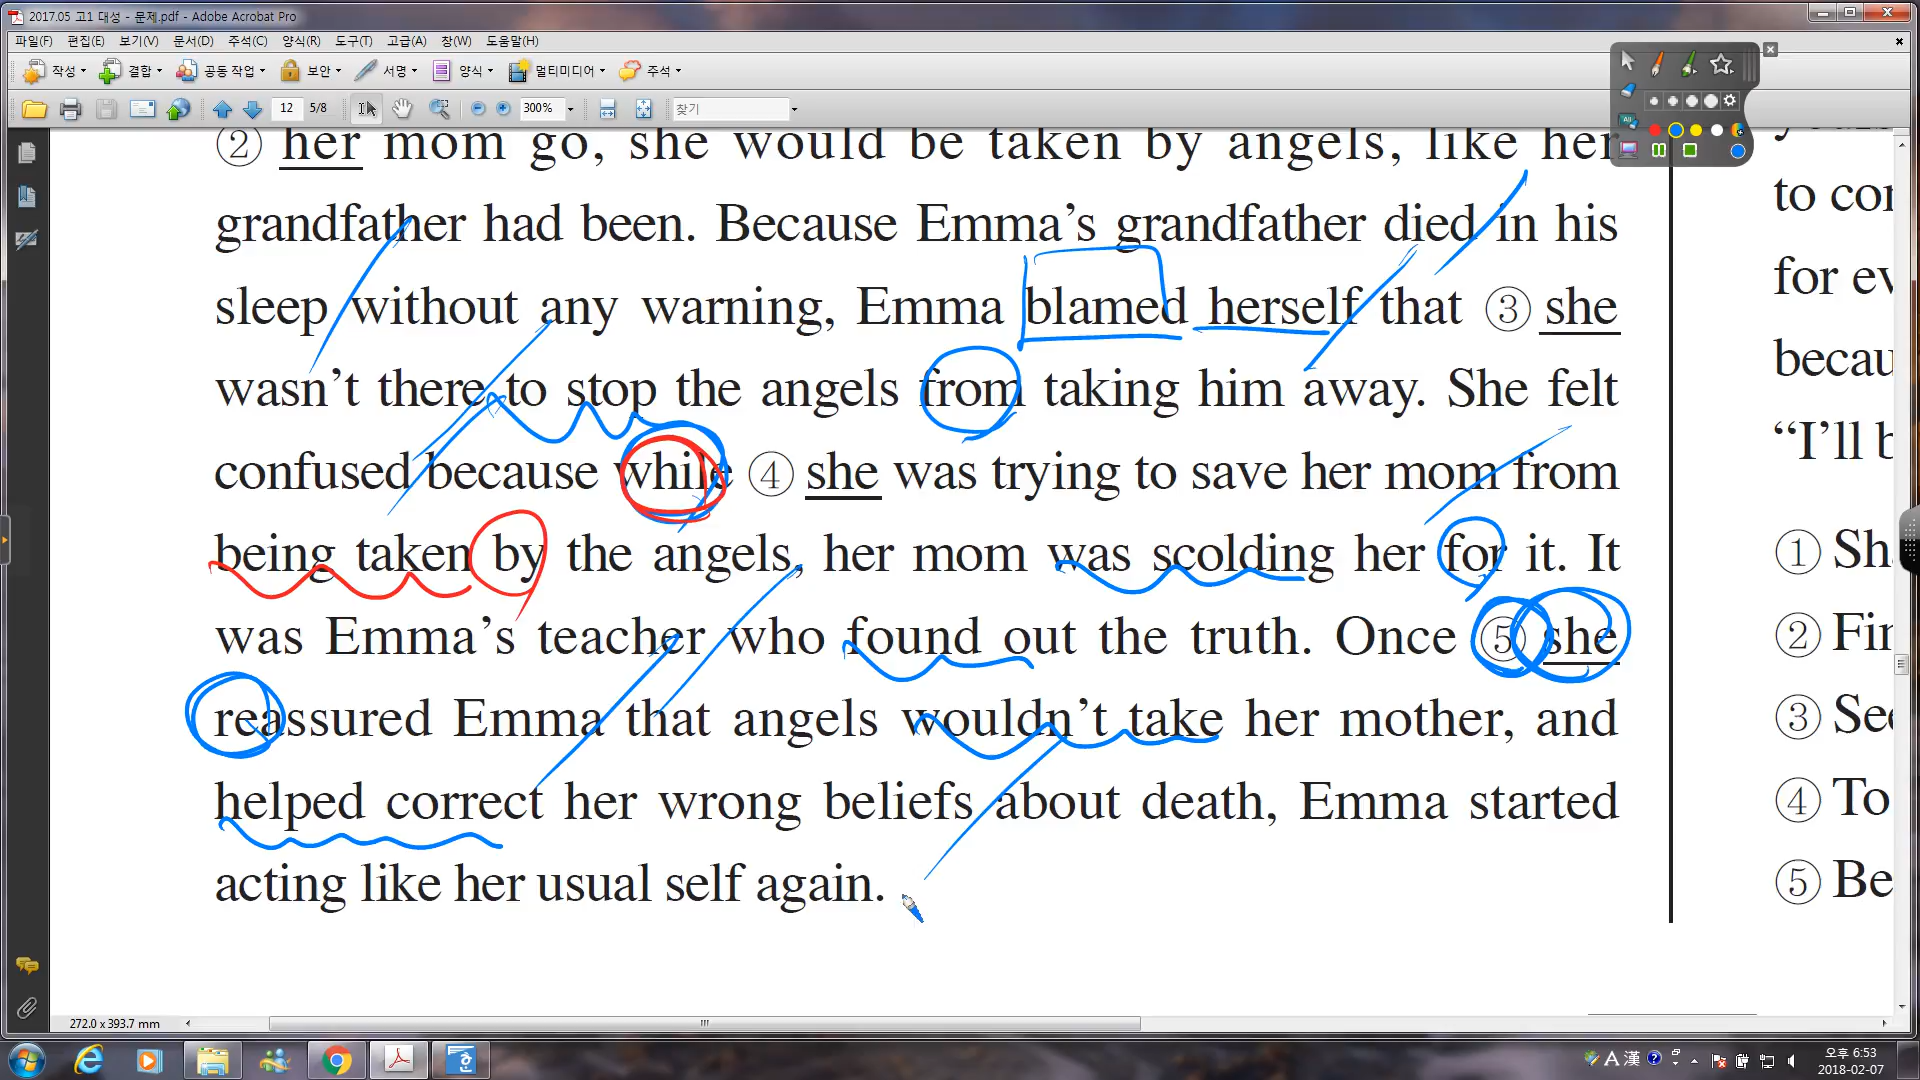 2017.05 고1 대성 - 문제.pdf - Adobe Acrobat Pro
파일(F) 편집(E) 보기(V) 문서(D) 주석(C) 양식(R) 도구(T) 고급(A) 창(W) 도움말(H)
작성 결합 공동 작업 보안 서명 양식 멀티미디어 주석
12 5/8 300% 찾기
② her mom go, she would be taken by angels, like her
grandfather had been. Because Emma's grandfather died in his
sleep without any warning, Emma blamed herself that ③ she
wasn't there to stop the angels from taking him away. She felt
confused because while ④ she was trying to save her mom from
being taken by the angels, her mom was scolding her for it. It
was Emma's teacher who found out the truth. Once ⑤ she
reassured Emma that angels wouldn't take her mother, and
helped correct her wrong beliefs about death, Emma started
acting like her usual self again.
to con
for ev
becau
"I'll b
① Sh
② Fin
③ See
④ To
⑤ Be
272.0 x 393.7 mm
A 漢
오후 6:53
2018-02-07